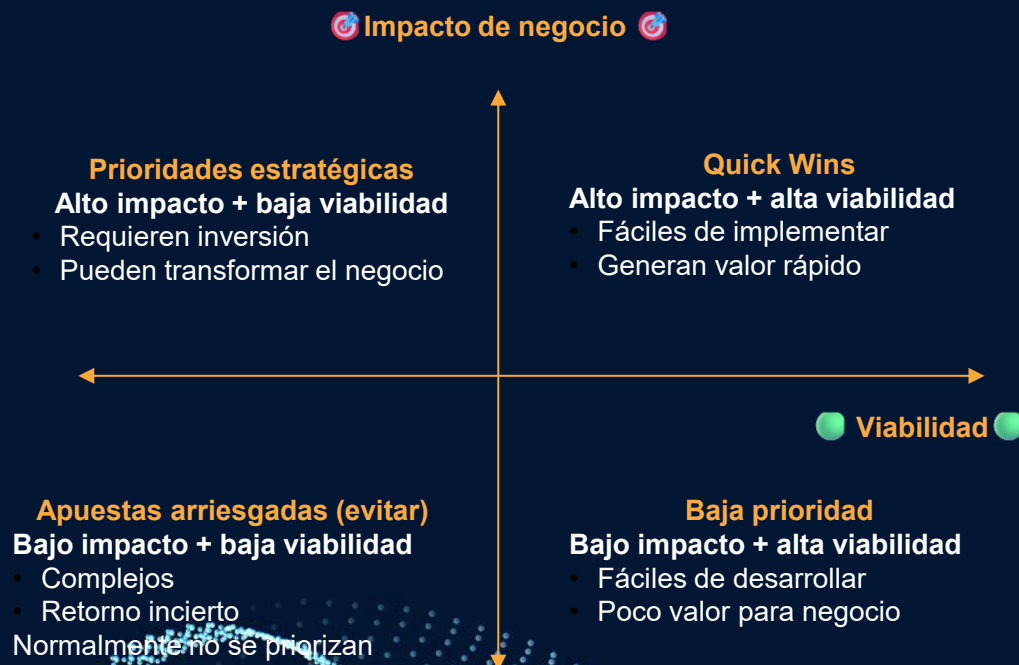 🎯 Impacto de negocio 🎯
Prioridades estratégicas
Alto impacto + baja viabilidad
• Requieren inversión
• Pueden transformar el negocio
Quick Wins
Alto impacto + alta viabilidad
• Fáciles de implementar
• Generan valor rápido
🟢 Viabilidad 🟢
Apuestas arriesgadas (evitar)
Bajo impacto + baja viabilidad
• Complejos
• Retorno incierto
Normalmente no se priorizan
Baja prioridad
Bajo impacto + alta viabilidad
• Fáciles de desarrollar
• Poco valor para negocio